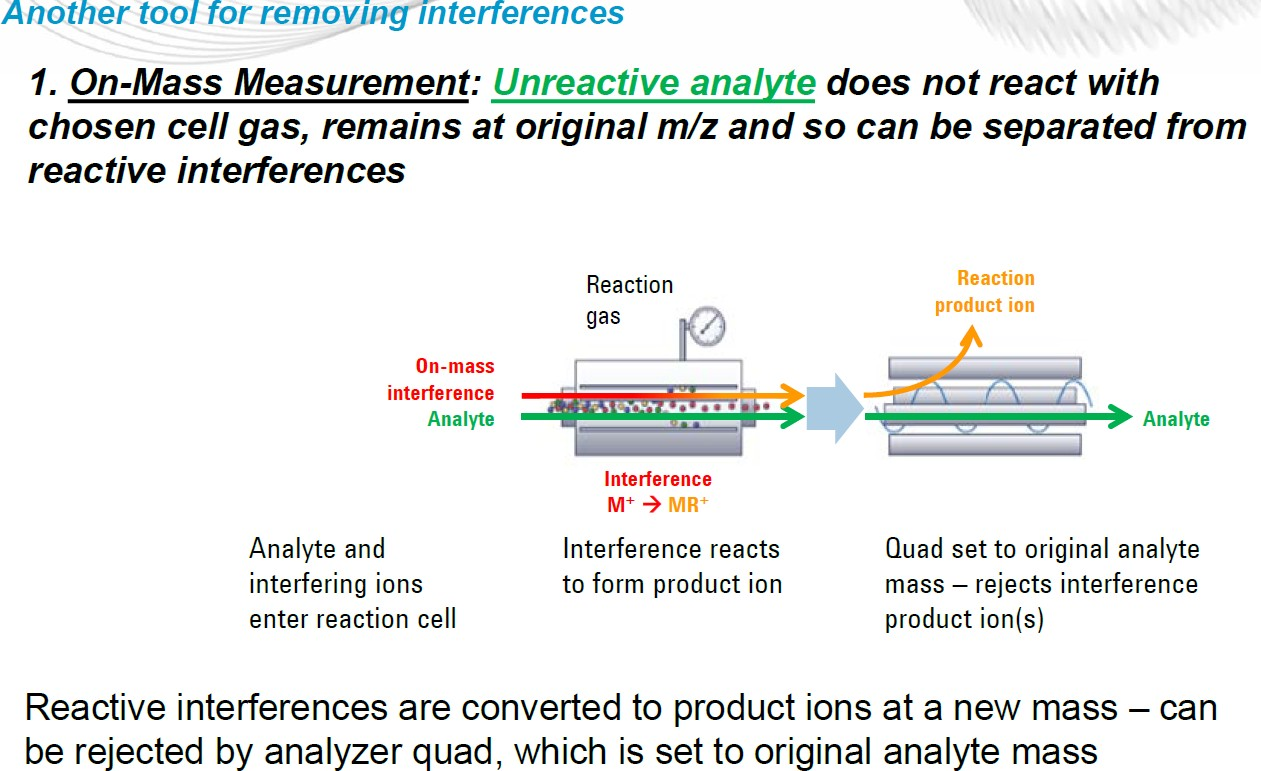 Another tool for removing interferences
1. On-Mass Measurement: Unreactive analyte does not react with
chosen cell gas, remains at original m/z and so can be separated from
reactive interferences
Reaction
gas
Reaction
product ion
On-mass
interference
Analyte
Analyte
Interference
M⁺ → MR⁺
Analyte and
interfering ions
enter reaction cell
Interference reacts
to form product ion
Quad set to original analyte
mass – rejects interference
product ion(s)
Reactive interferences are converted to product ions at a new mass – can
be rejected by analyzer quad, which is set to original analyte mass